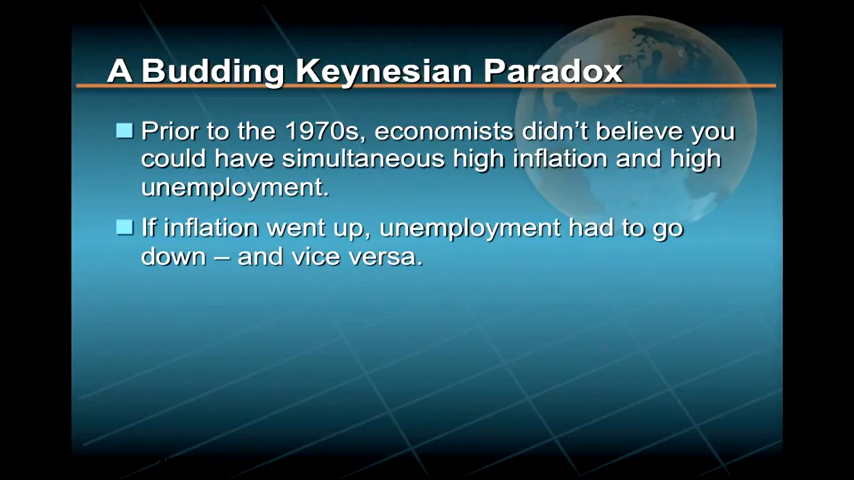 A Budding Keynesian Paradox
Prior to the 1970s, economists didn't believe you
could have simultaneous high inflation and high
unemployment.
If inflation went up, unemployment had to go
down – and vice versa.